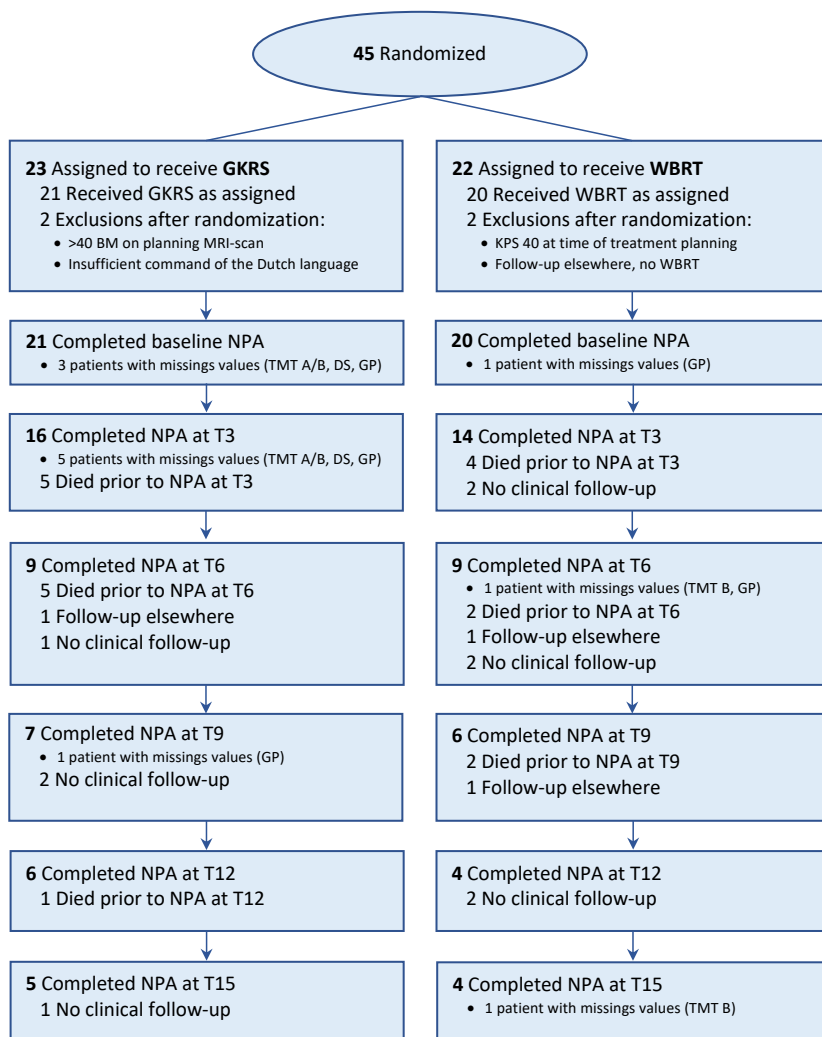 45 Randomized
23 Assigned to receive GKRS
21 Received GKRS as assigned
2 Exclusions after randomization:
• >40 BM on planning MRI-scan
• Insufficient command of the Dutch language
22 Assigned to receive WBRT
20 Received WBRT as assigned
2 Exclusions after randomization:
• KPS 40 at time of treatment planning
• Follow-up elsewhere, no WBRT
21 Completed baseline NPA
• 3 patients with missings values (TMT A/B, DS, GP)
20 Completed baseline NPA
• 1 patient with missings values (GP)
16 Completed NPA at T3
• 5 patients with missings values (TMT A/B, DS, GP)
5 Died prior to NPA at T3
14 Completed NPA at T3
4 Died prior to NPA at T3
2 No clinical follow-up
9 Completed NPA at T6
5 Died prior to NPA at T6
1 Follow-up elsewhere
1 No clinical follow-up
9 Completed NPA at T6
• 1 patient with missings values (TMT B, GP)
2 Died prior to NPA at T6
1 Follow-up elsewhere
2 No clinical follow-up
7 Completed NPA at T9
• 1 patient with missings values (GP)
2 No clinical follow-up
6 Completed NPA at T9
2 Died prior to NPA at T9
1 Follow-up elsewhere
6 Completed NPA at T12
1 Died prior to NPA at T12
4 Completed NPA at T12
2 No clinical follow-up
5 Completed NPA at T15
1 No clinical follow-up
4 Completed NPA at T15
• 1 patient with missings values (TMT B)